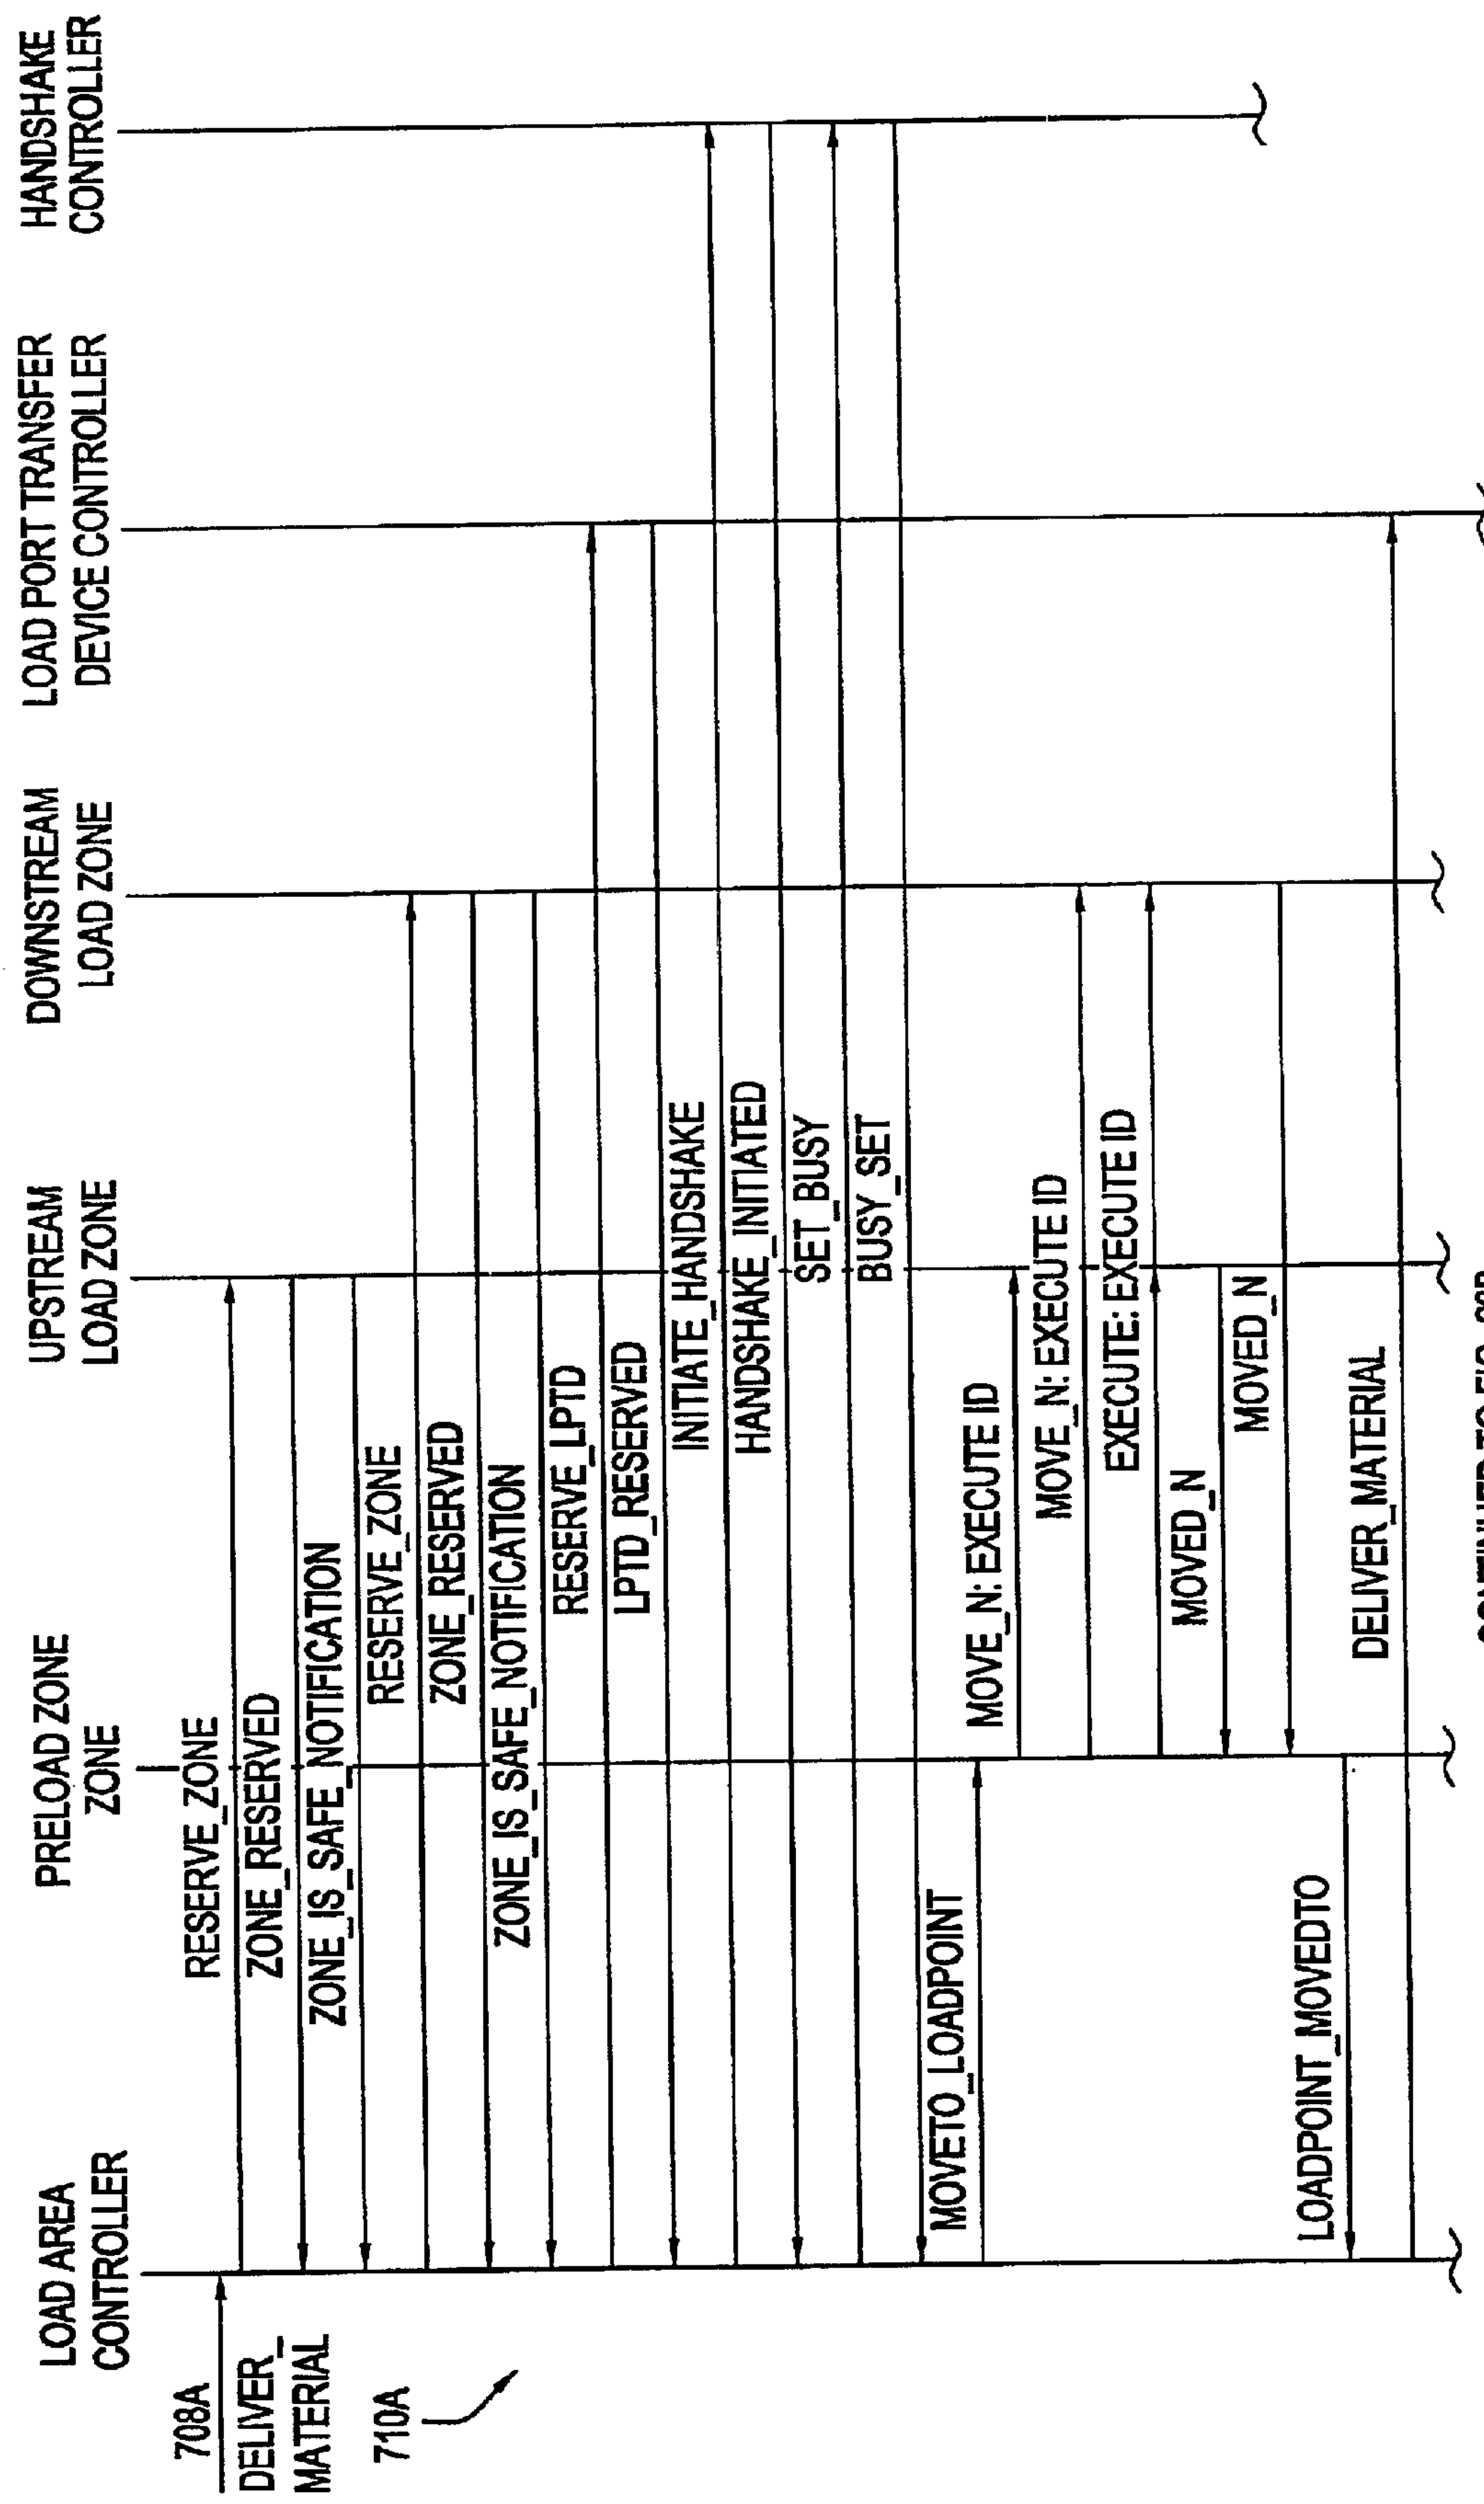 LOAD AREA
CONTROLLER
PRELOAD ZONE
ZONE
UPSTREAM
LOAD ZONE
DOWNSTREAM
LOAD ZONE
LOAD PORT TRANSFER
DEVICE CONTROLLER
HANDSHAKE
CONTROLLER
708A
DELIVER_
MATERIAL
710A
RESERVE_ZONE
ZONE_RESERVED
ZONE_IS_SAFE_NOTIFICATION
RESERVE_ZONE
ZONE_RESERVED
ZONE_IS_SAFE_NOTIFICATION
RESERVE_LPTD
LPTD_RESERVED
INITIATE_HANDSHAKE
HANDSHAKE_INITIATED
SET_BUSY
BUSY_SET
MOVETO_LOADPOINT
MOVE_N: EXECUTE ID
MOVE_N: EXECUTE ID
EXECUTE: EXECUTE ID
MOVED_N
MOVED_N
LOADPOINT_MOVEDTO
DELIVER_MATERIAL